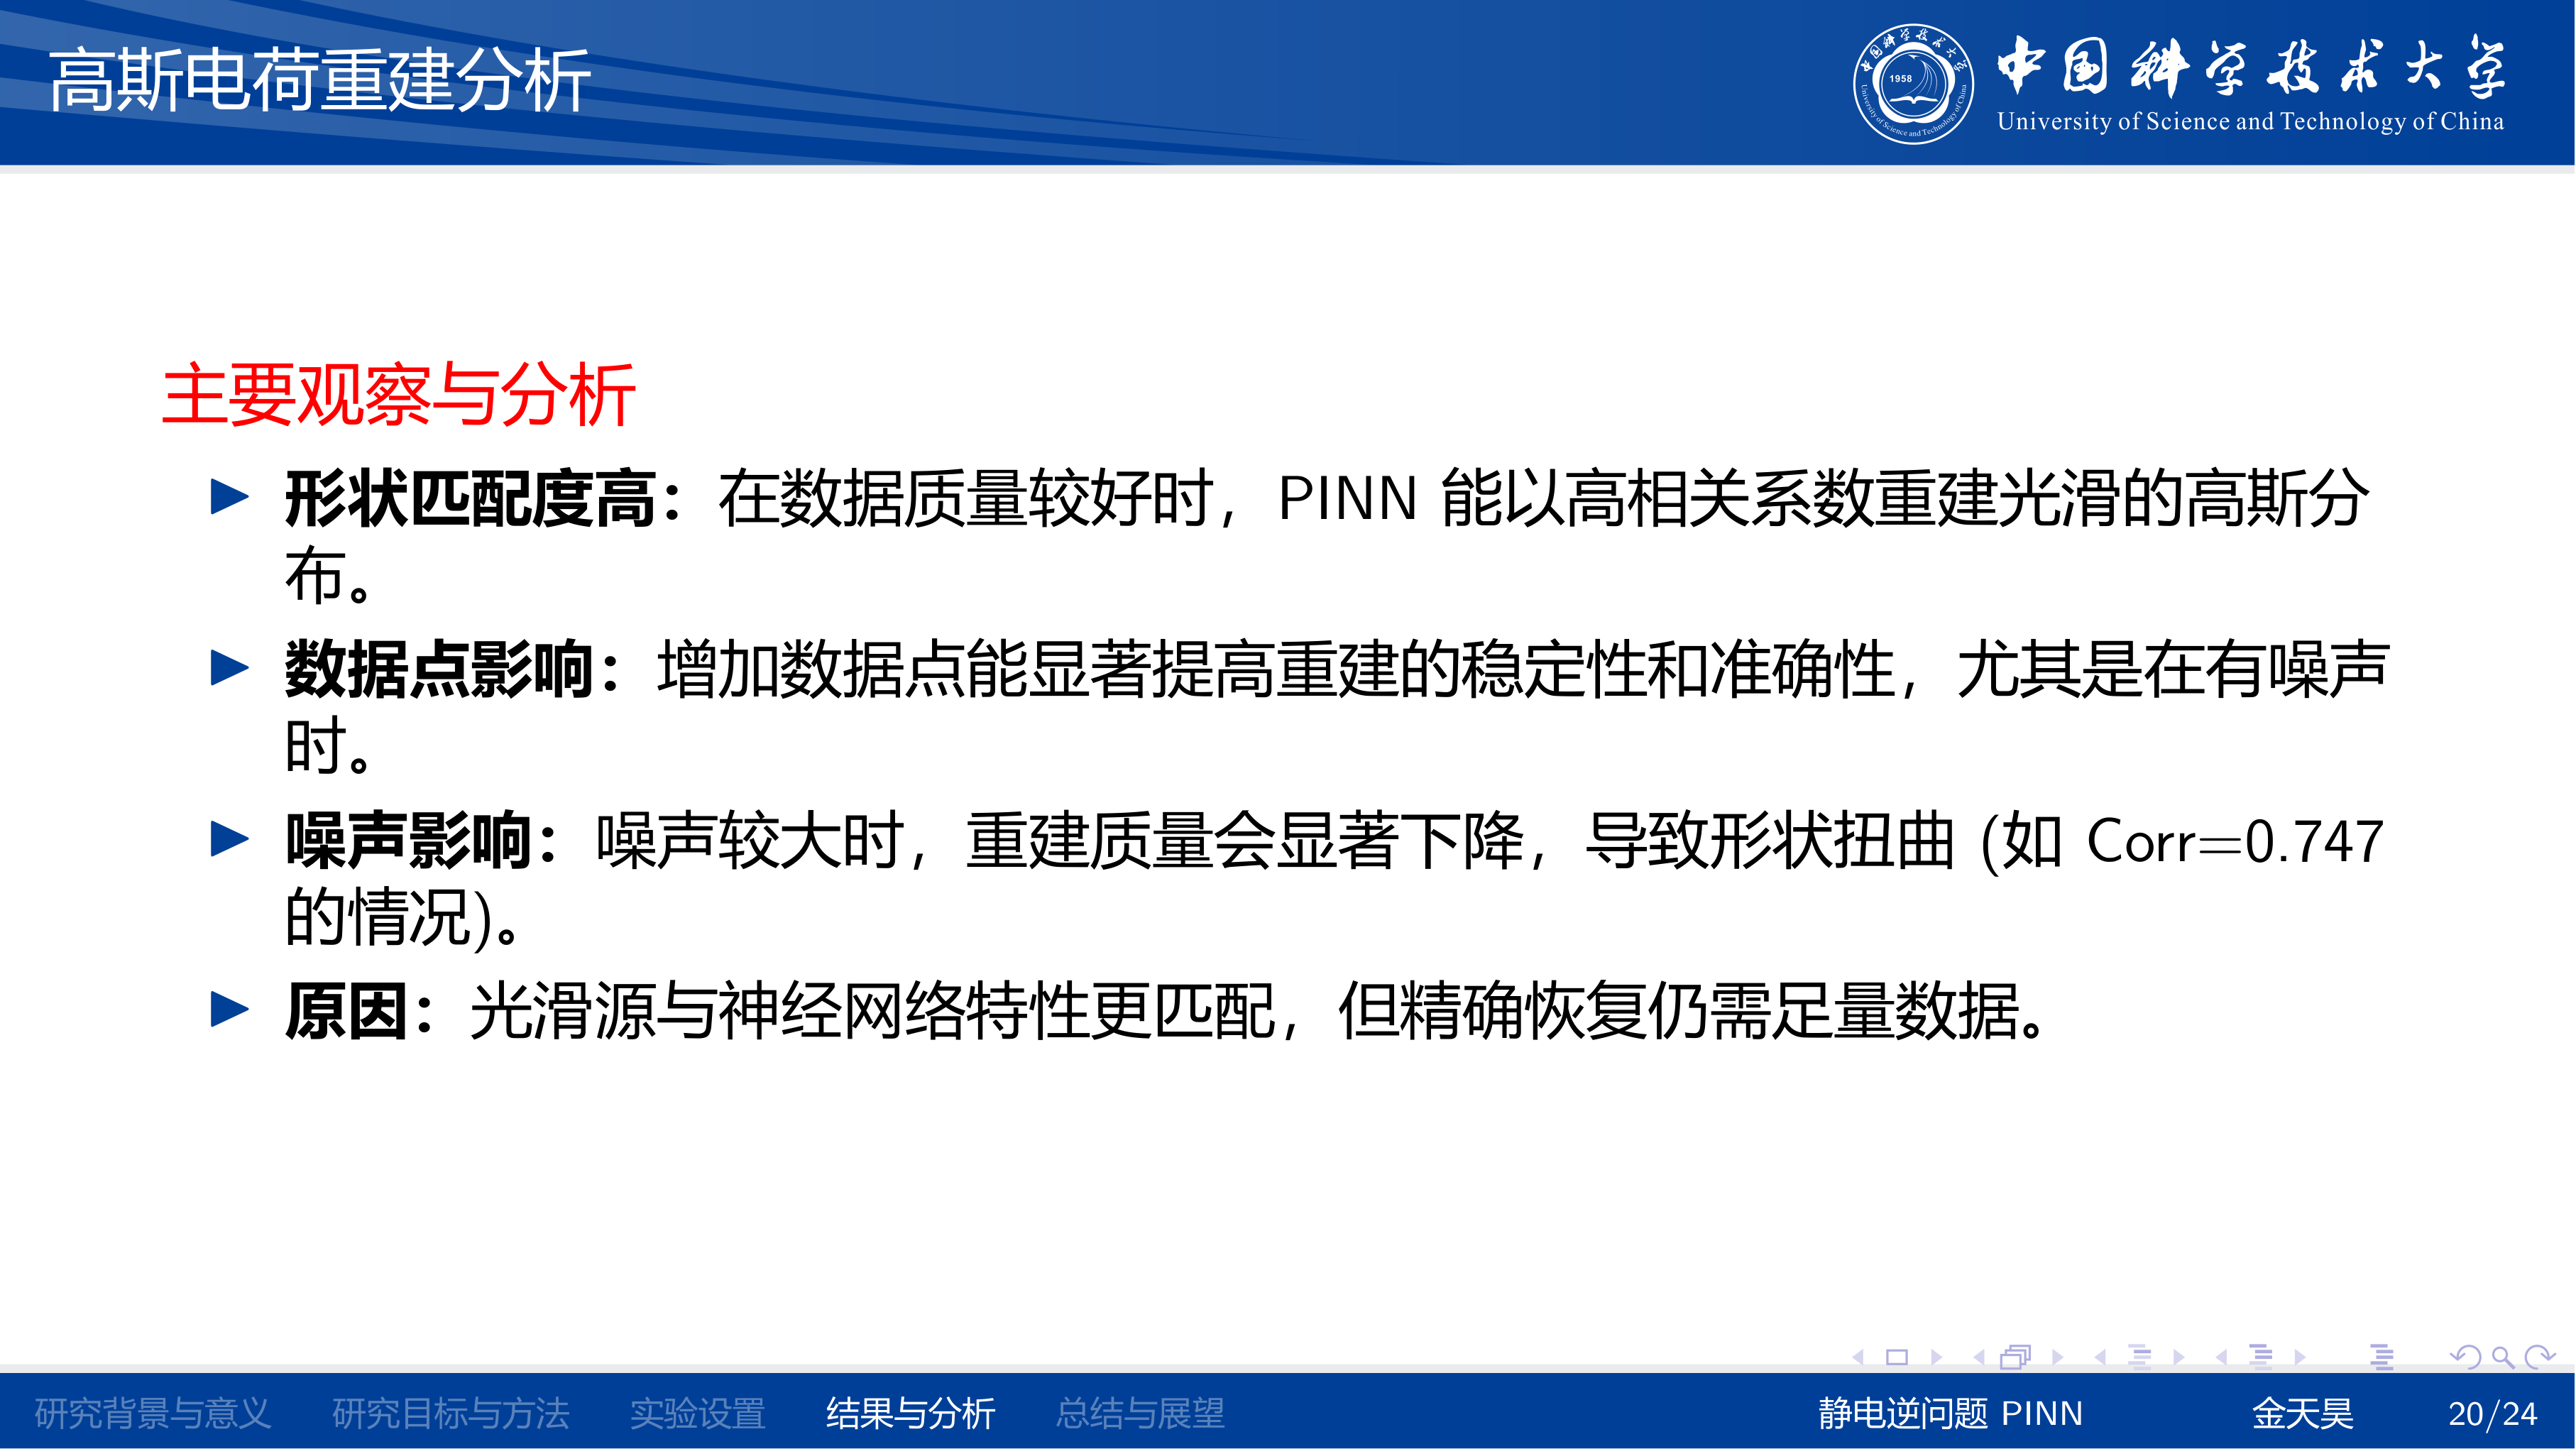 高斯电荷重建分析
中国科学技术大学
University of Science and Technology of China
1958
主要观察与分析
形状匹配度高：在数据质量较好时，PINN 能以高相关系数重建光滑的高斯分
布。
数据点影响：增加数据点能显著提高重建的稳定性和准确性，尤其是在有噪声
时。
噪声影响：噪声较大时，重建质量会显著下降，导致形状扭曲 (如 Corr=0.747
的情况)。
原因：光滑源与神经网络特性更匹配，但精确恢复仍需足量数据。
研究背景与意义 研究目标与方法 实验设置 结果与分析 总结与展望 静电逆问题 PINN 金天昊 20/24